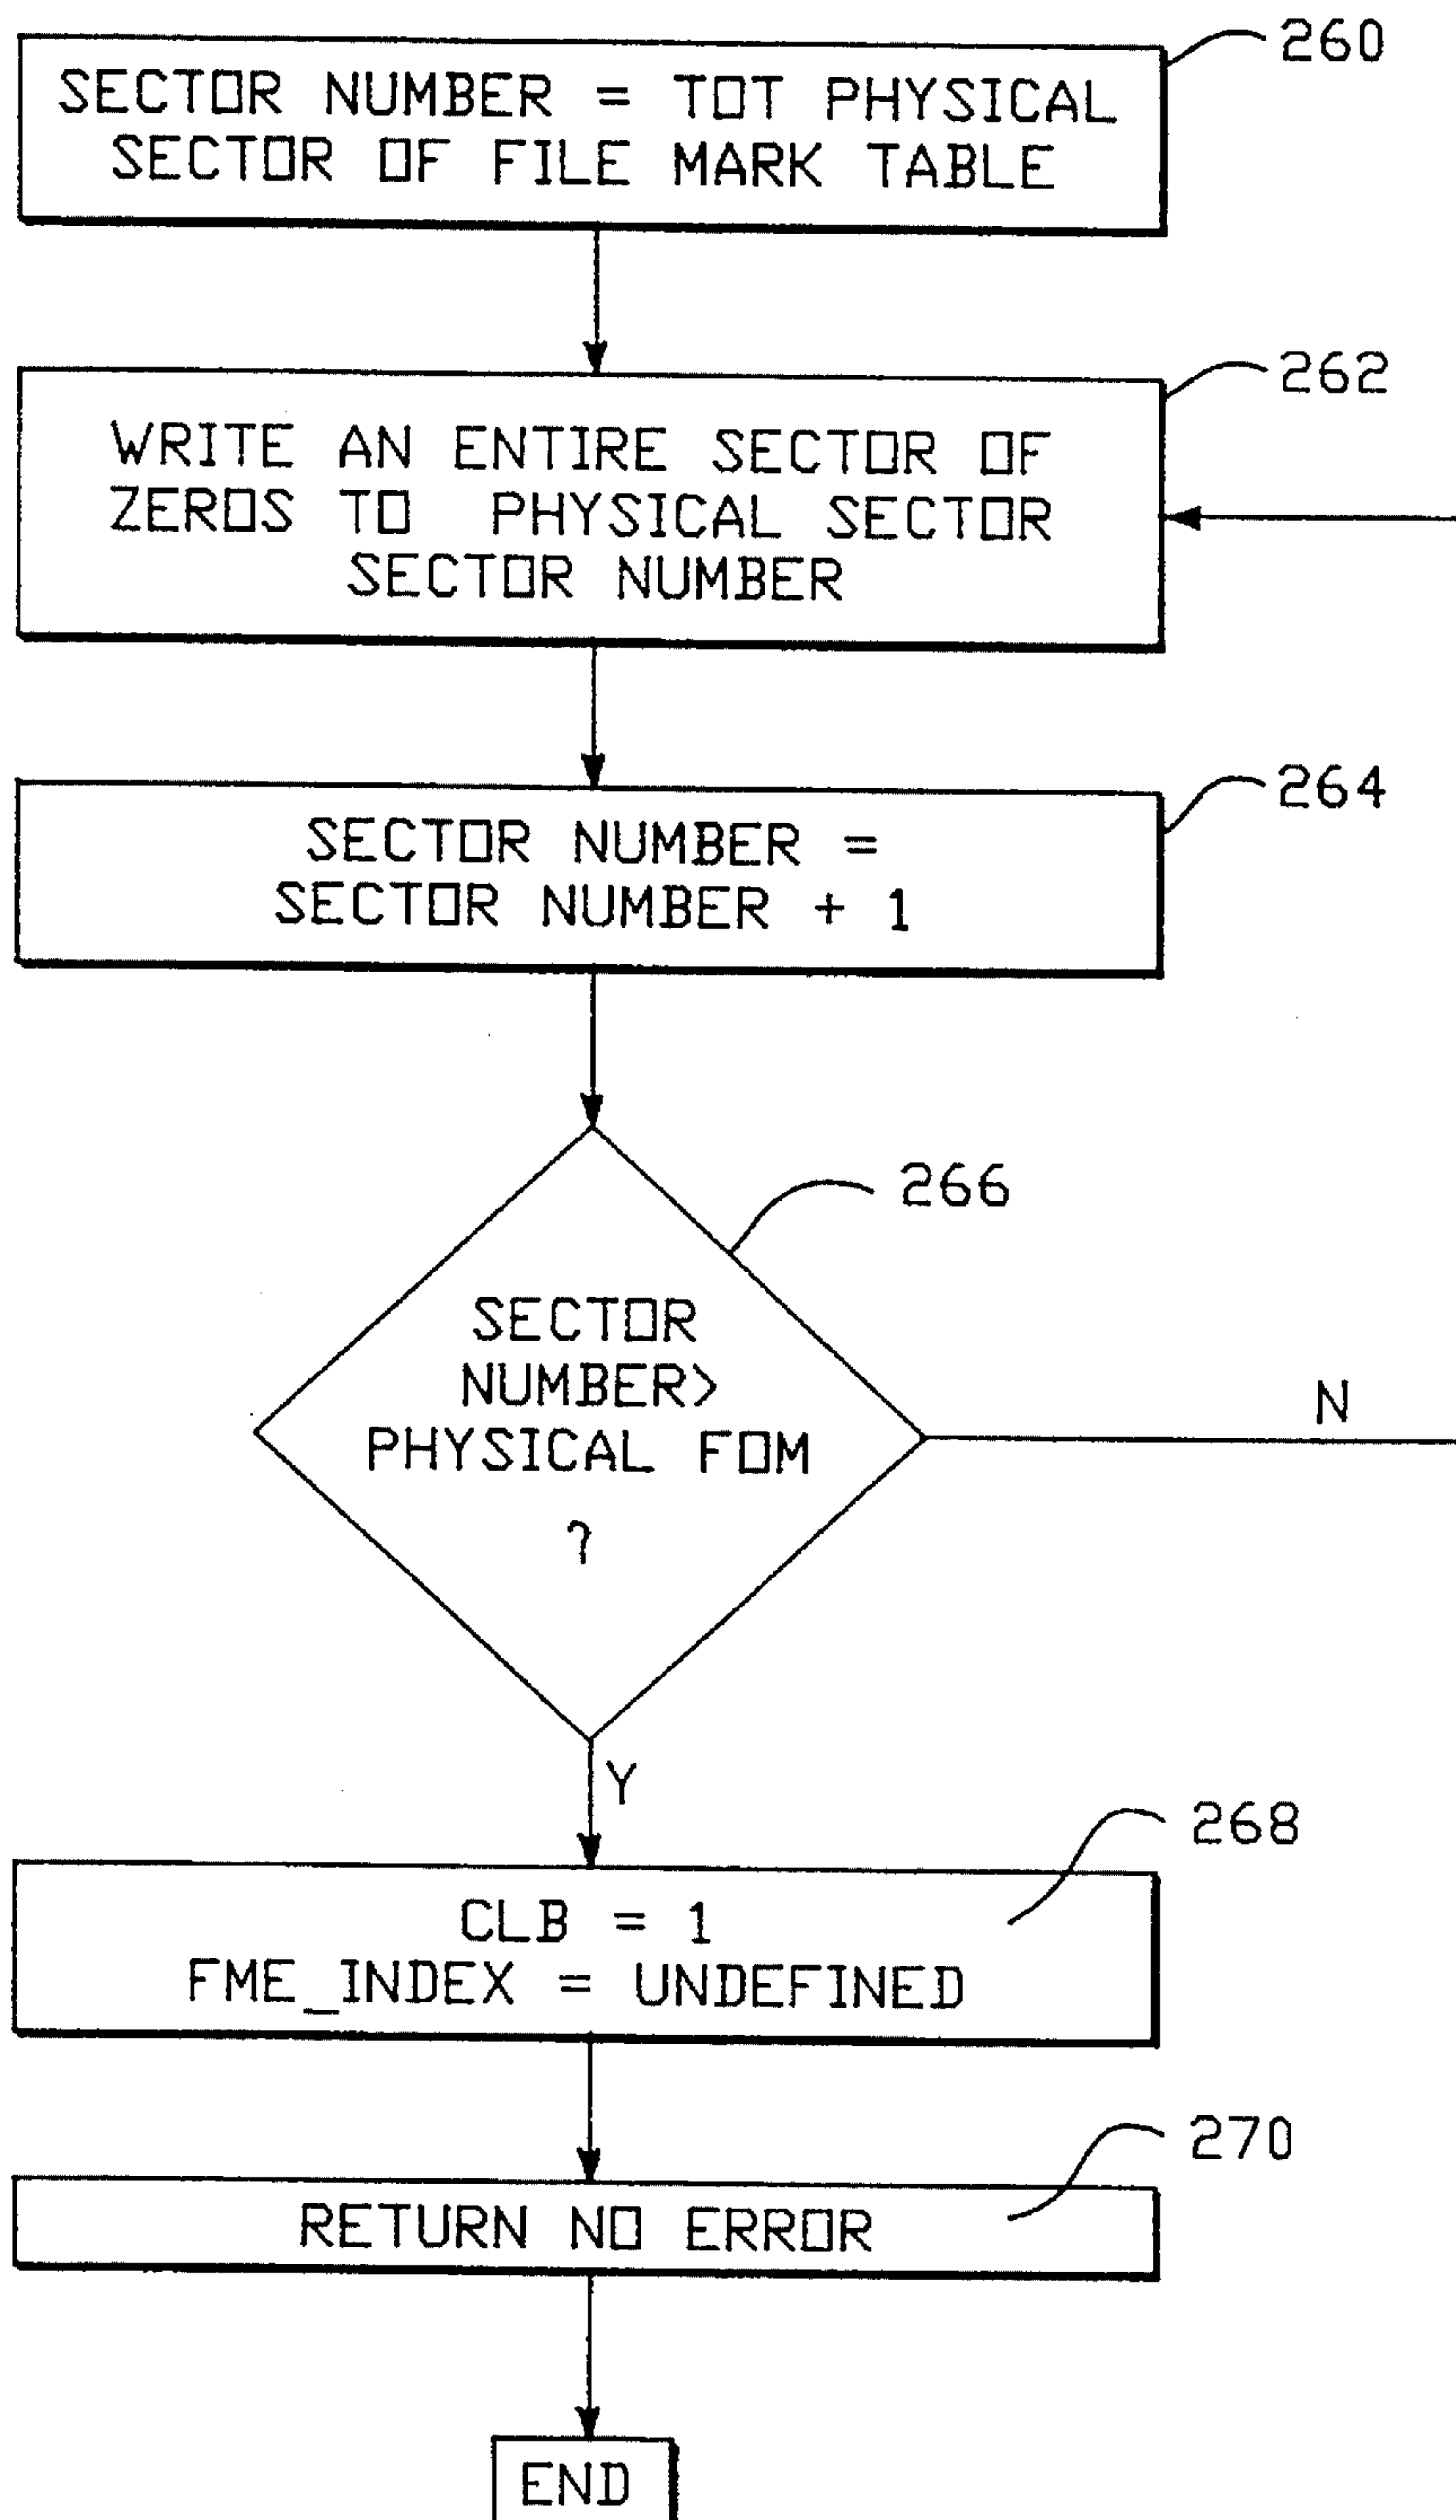 260
SECTOR NUMBER = TOT PHYSICAL
SECTOR OF FILE MARK TABLE
262
WRITE AN ENTIRE SECTOR OF
ZEROS TO PHYSICAL SECTOR
SECTOR NUMBER
264
SECTOR NUMBER =
SECTOR NUMBER + 1
266
SECTOR
NUMBER>
PHYSICAL FOM
?
N
Y
268
CLB = 1
FME_INDEX = UNDEFINED
270
RETURN NO ERROR
END